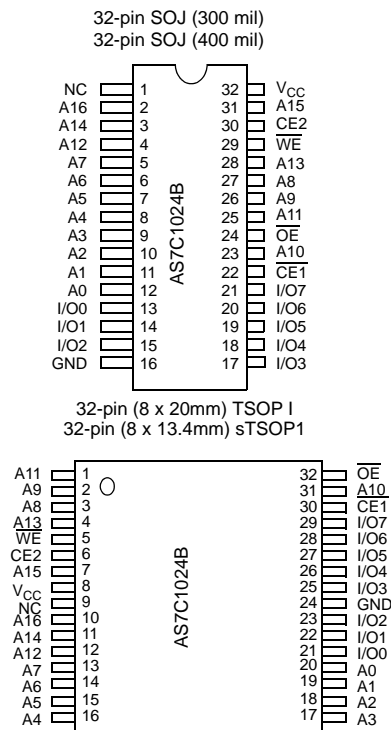 32-pin SOJ (300 mil)
32-pin SOJ (400 mil)
NC 1 32 VCC
A16 2 31 A15
A14 3 30 CE2
A12 4 29 WE
A7 5 28 A13
A6 6 27 A8
A5 7 26 A9
A4 8 25 A11
A3 9 24 OE
A2 10 23 A10
A1 11 22 CE1
A0 12 21 I/O7
I/O0 13 20 I/O6
I/O1 14 19 I/O5
I/O2 15 18 I/O4
GND 16 17 I/O3
AS7C1024B
32-pin (8 x 20mm) TSOP I
32-pin (8 x 13.4mm) sTSOP1
A11 1 32 OE
A9 2 31 A10
A8 3 30 CE1
A13 4 29 I/O7
WE 5 28 I/O6
CE2 6 27 I/O5
A15 7 26 I/O4
VCC 8 25 I/O3
NC 9 24 GND
A16 10 23 I/O2
A14 11 22 I/O1
A12 12 21 I/O0
A7 13 20 A0
A6 14 19 A1
A5 15 18 A2
A4 16 17 A3
AS7C1024B